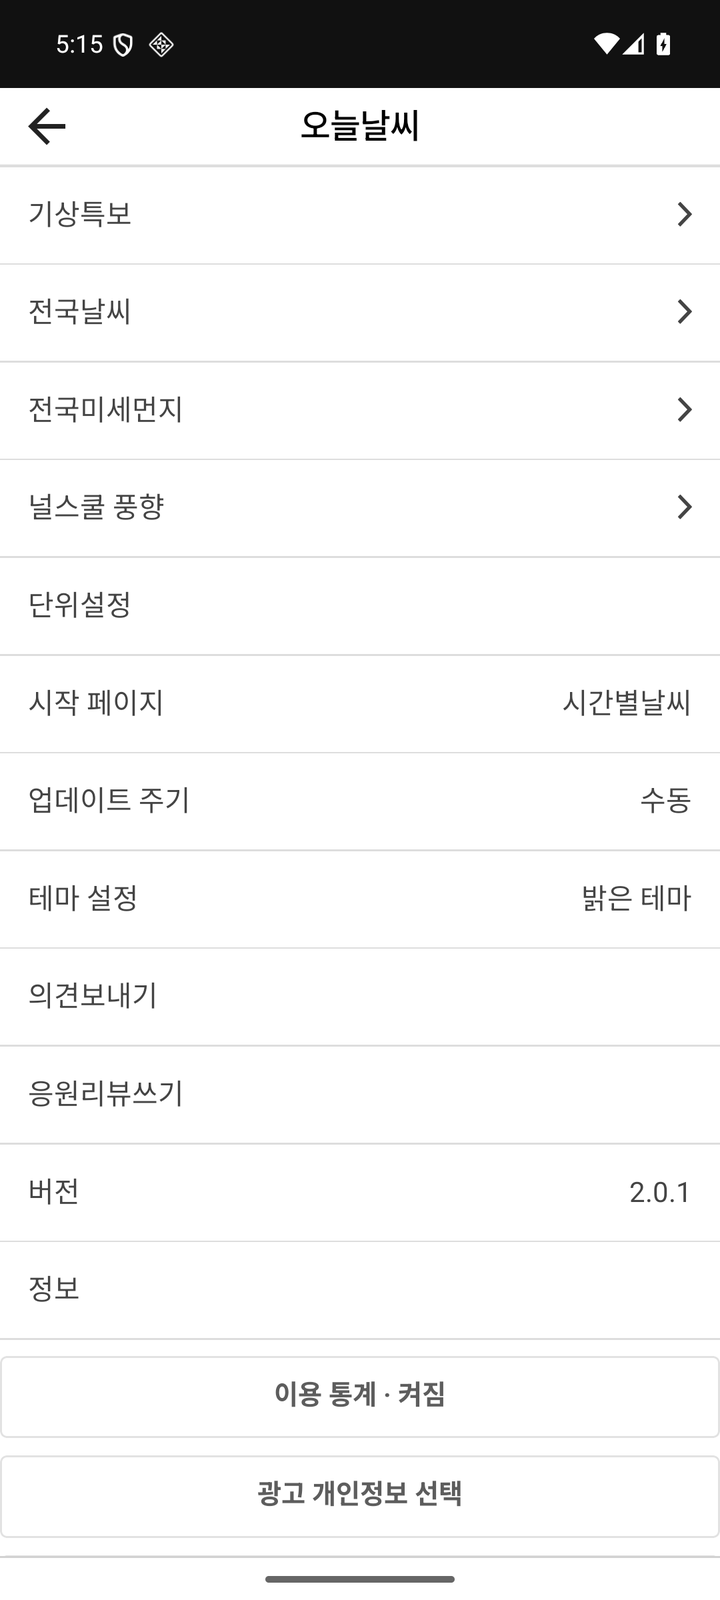 5:15
오늘날씨
기상특보
전국날씨
전국미세먼지
널스쿨 풍향
단위설정
시작 페이지 시간별날씨
업데이트 주기 수동
테마 설정 밝은 테마
의견보내기
응원리뷰쓰기
버전 2.0.1
정보
이용 통계 · 켜짐
광고 개인정보 선택